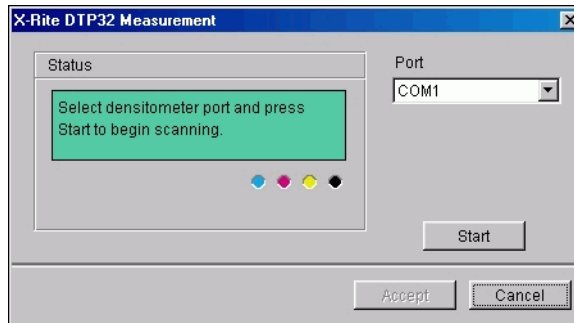 X-Rite DTP32 Measurement
Status
Select densitometer port and press
Start to begin scanning.
Port
COM1
Start
Accept
Cancel